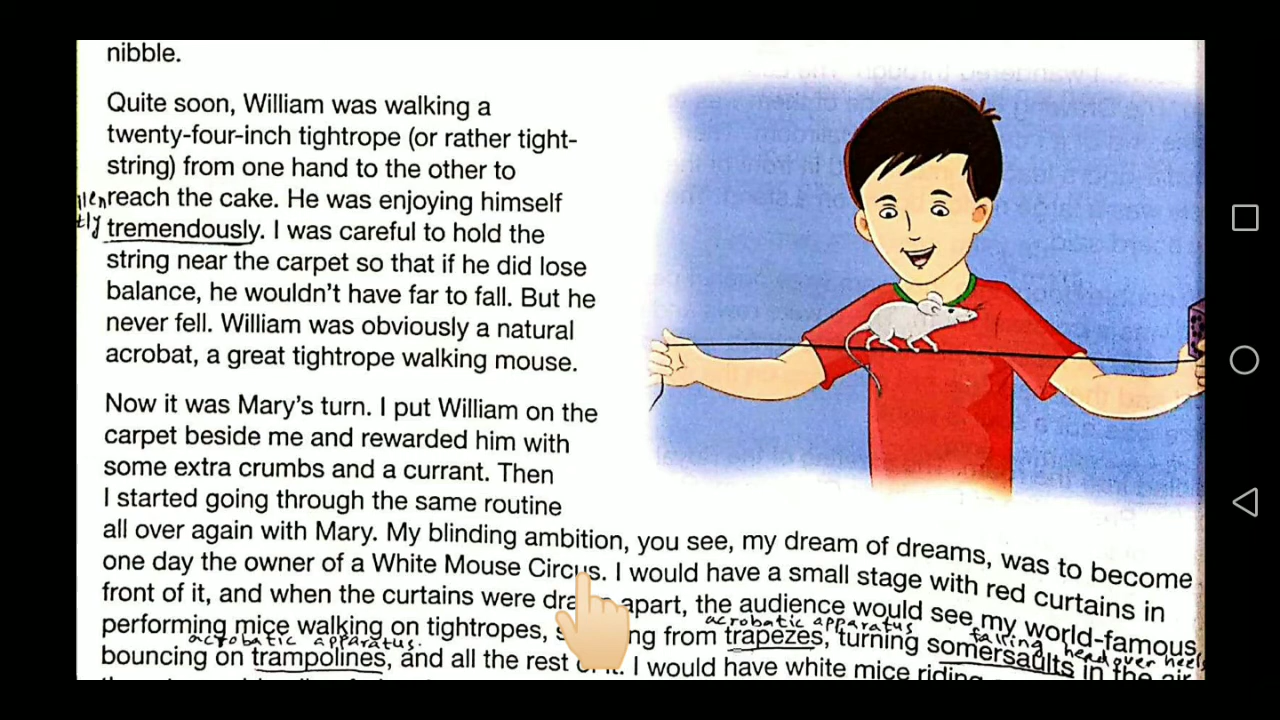 nibble.
Quite soon, William was walking a
twenty-four-inch tightrope (or rather tight-
string) from one hand to the other to
reach the cake. He was enjoying himself
tly tremendously. I was careful to hold the
string near the carpet so that if he did lose
balance, he wouldn't have far to fall. But he
never fell. William was obviously a natural
acrobat, a great tightrope walking mouse.
Now it was Mary's turn. I put William on the
carpet beside me and rewarded him with
some extra crumbs and a currant. Then
I started going through the same routine
all over again with Mary. My blinding ambition, you see, my dream of dreams, was to become
one day the owner of a White Mouse Circus. I would have a small stage with red curtains in
front of it, and when the curtains were apart, the audience would see my world-famous
acrobatic apparatus
performing mice walking on tightropes, from trapezes, turning somersaults in the air
acrobatic apparatus. falling head over heels
bouncing on trampolines, and all the rest of it. I would have white mice riding